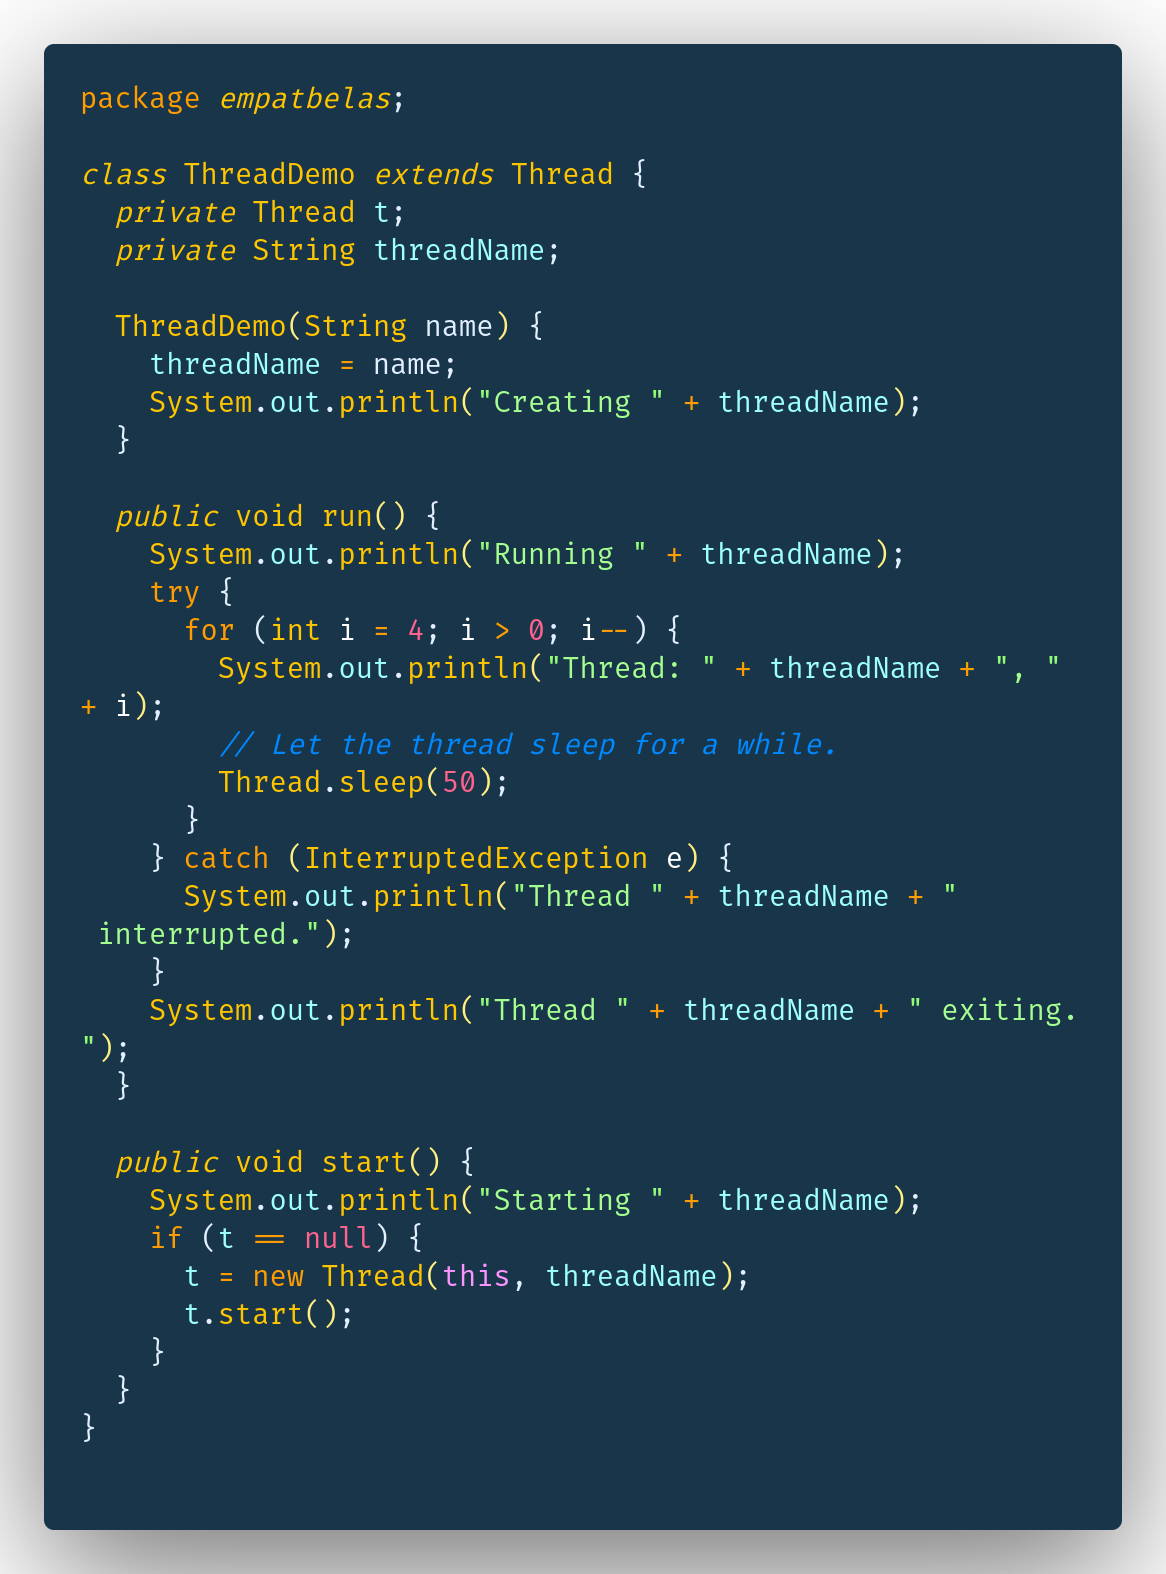 package empatbelas;

class ThreadDemo extends Thread {
  private Thread t;
  private String threadName;

  ThreadDemo(String name) {
    threadName = name;
    System.out.println("Creating " + threadName);
  }

  public void run() {
    System.out.println("Running " + threadName);
    try {
      for (int i = 4; i > 0; i--) {
        System.out.println("Thread: " + threadName + ", "
+ i);
        // Let the thread sleep for a while.
        Thread.sleep(50);
      }
    } catch (InterruptedException e) {
      System.out.println("Thread " + threadName + "
 interrupted.");
    }
    System.out.println("Thread " + threadName + " exiting.
");
  }

  public void start() {
    System.out.println("Starting " + threadName);
    if (t == null) {
      t = new Thread(this, threadName);
      t.start();
    }
  }
}